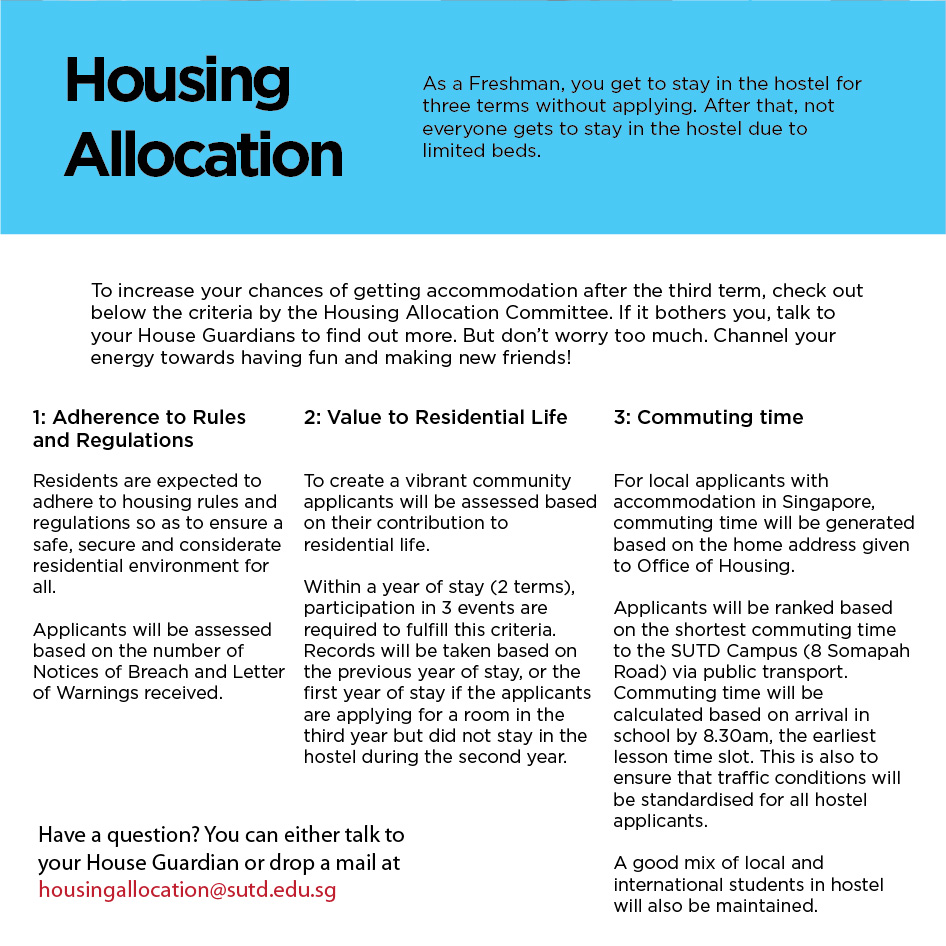 Housing
Allocation
As a Freshman, you get to stay in the hostel for
three terms without applying. After that, not
everyone gets to stay in the hostel due to
limited beds.
To increase your chances of getting accommodation after the third term, check out
below the criteria by the Housing Allocation Committee. If it bothers you, talk to
your House Guardians to find out more. But don’t worry too much. Channel your
energy towards having fun and making new friends!
1: Adherence to Rules
and Regulations
Residents are expected to
adhere to housing rules and
regulations so as to ensure a
safe, secure and considerate
residential environment for
all.
Applicants will be assessed
based on the number of
Notices of Breach and Letter
of Warnings received.
2: Value to Residential Life
To create a vibrant community
applicants will be assessed based
on their contribution to
residential life.
Within a year of stay (2 terms),
participation in 3 events are
required to fulfill this criteria.
Records will be taken based on
the previous year of stay, or the
first year of stay if the applicants
are applying for a room in the
third year but did not stay in the
hostel during the second year.
3: Commuting time
For local applicants with
accommodation in Singapore,
commuting time will be generated
based on the home address given
to Office of Housing.
Applicants will be ranked based
on the shortest commuting time
to the SUTD Campus (8 Somapah
Road) via public transport.
Commuting time will be
calculated based on arrival in
school by 8.30am, the earliest
lesson time slot. This is also to
ensure that traffic conditions will
be standardised for all hostel
applicants.
A good mix of local and
international students in hostel
will also be maintained.
Have a question? You can either talk to
your House Guardian or drop a mail at
housingallocation@sutd.edu.sg